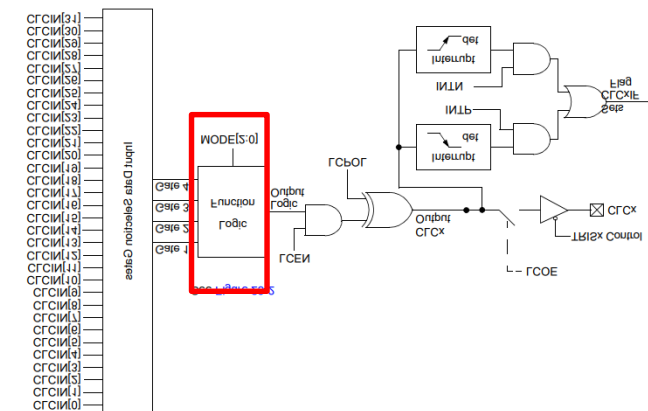 CLCIN[31]
CLCIN[30]
CLCIN[29]
CLCIN[28]
CLCIN[27]
CLCIN[26]
CLCIN[25]
CLCIN[24]
CLCIN[23]
CLCIN[22]
CLCIN[21]
CLCIN[20]
CLCIN[19]
CLCIN[18]
CLCIN[17]
CLCIN[16]
CLCIN[15]
CLCIN[14]
CLCIN[13]
CLCIN[12]
CLCIN[11]
CLCIN[10]
CLCIN[9]
CLCIN[8]
CLCIN[7]
CLCIN[6]
CLCIN[5]
CLCIN[4]
CLCIN[3]
CLCIN[2]
CLCIN[1]
CLCIN[0]
Input Data Selection Gates
Gate 4
Gate 3
Gate 2
Gate 1
MODE[2:0]
Logic
Function
Logic
Output
LCPOL
LCEN
CLCx
Output
Interrupt
det
INTN
INTP
Interrupt
det
Sets
CLCxIF
Flag
CLCx
TRISx Control
LCOE